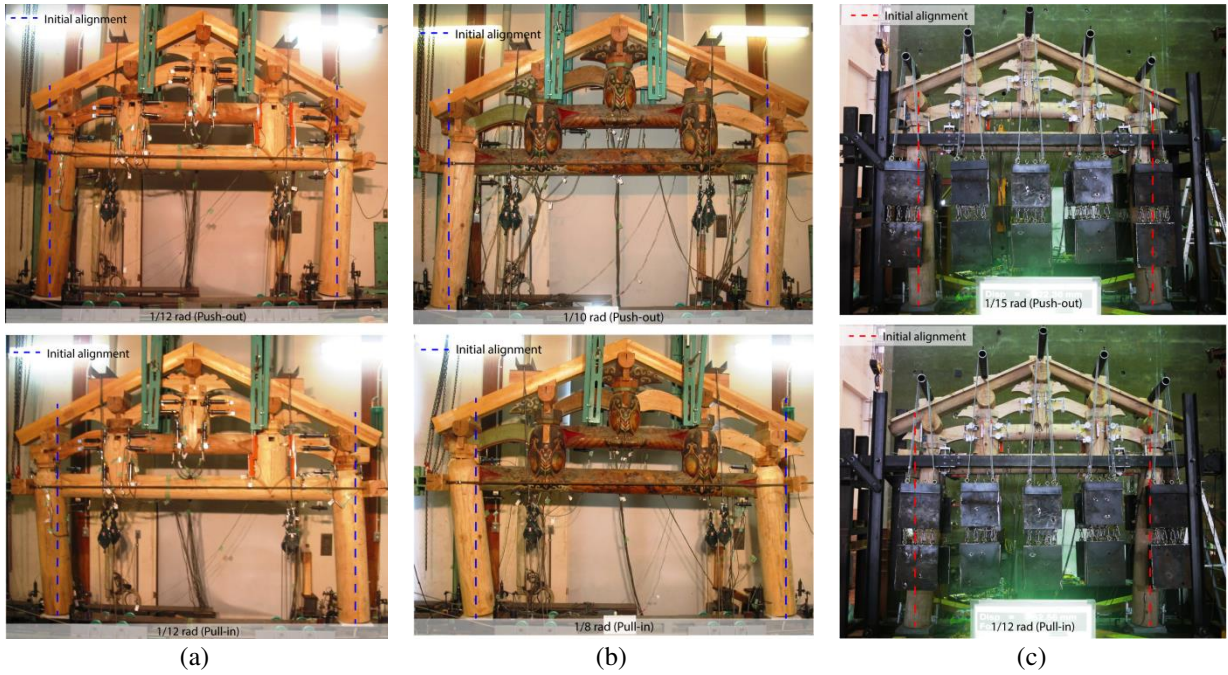 Initial alignment
Initial alignment
Initial alignment
1/12 rad (Push-out)
1/10 rad (Push-out)
1/15 rad (Push-out)
Initial alignment
Initial alignment
Initial alignment
1/12 rad (Pull-in)
1/8 rad (Pull-in)
1/12 rad (Pull-in)
(a)
(b)
(c)